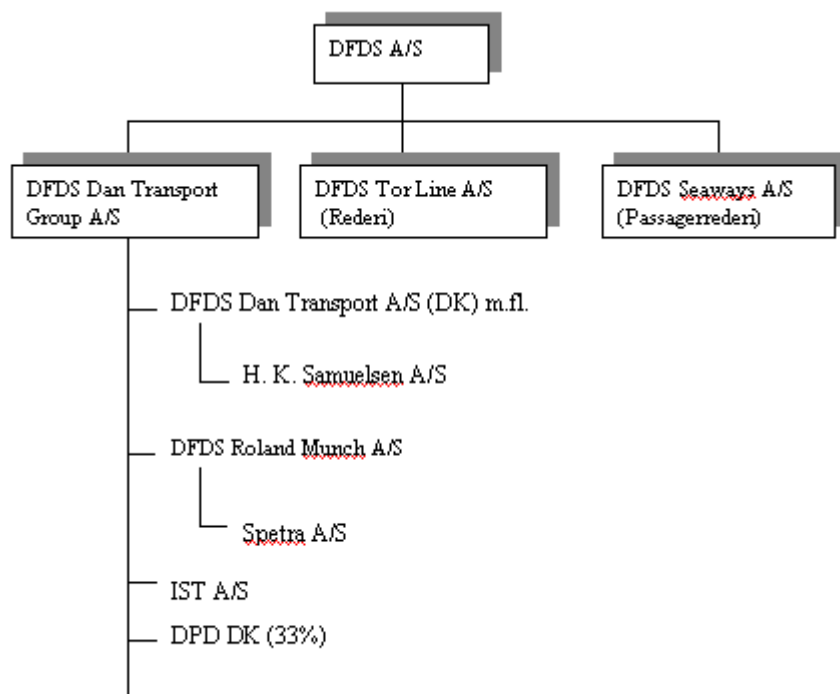 DFDS A/S
DFDS Dan Transport
Group A/S
DFDS Tor Line A/S
(Rederi)
DFDS Seaways A/S
(Passagerrederi)
DFDS Dan Transport A/S (DK) m.fl.
H. K. Samuelsen A/S
DFDS Roland Munch A/S
Spetra A/S
IST A/S
DPD DK (33%)